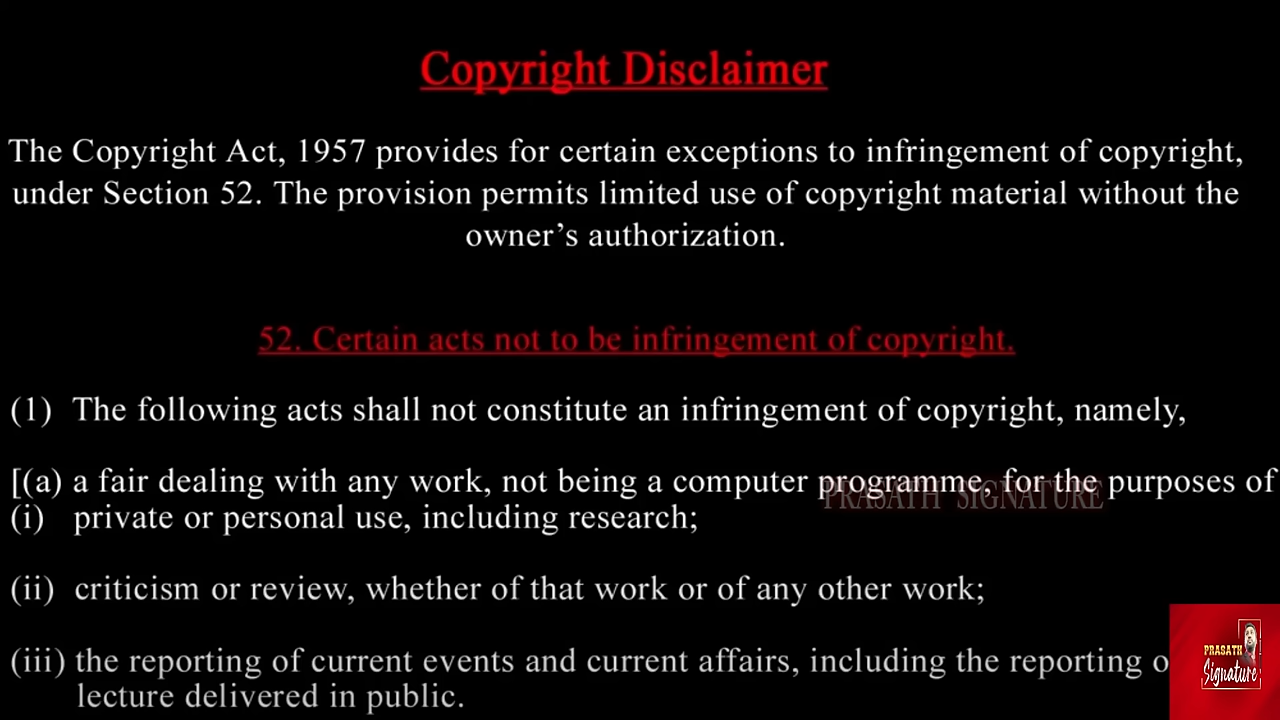 Copyright Disclaimer
The Copyright Act, 1957 provides for certain exceptions to infringement of copyright,
under Section 52. The provision permits limited use of copyright material without the
owner’s authorization.
52. Certain acts not to be infringement of copyright.
(1) The following acts shall not constitute an infringement of copyright, namely,
[(a) a fair dealing with any work, not being a computer programme, for the purposes of
PRASATH SIGNATURE
(i) private or personal use, including research;
(ii) criticism or review, whether of that work or of any other work;
(iii) the reporting of current events and current affairs, including the reporting o
lecture delivered in public.
PRASATH
Signature